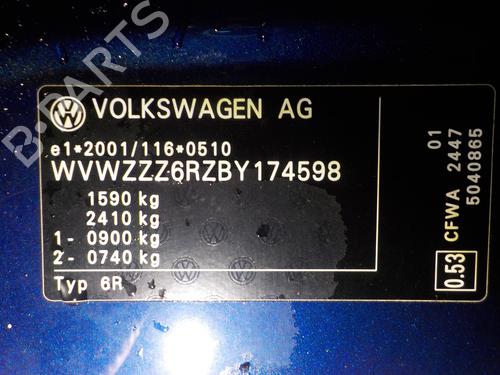 VOLKSWAGEN AG
e1*2001/116*0510
WVWZZZ6RZBY174598
1590 kg
2410 kg
1- 0900 kg
2- 0740 kg
Typ 6R
01
CFWA 2447
5040865
0.53
B-PARTS